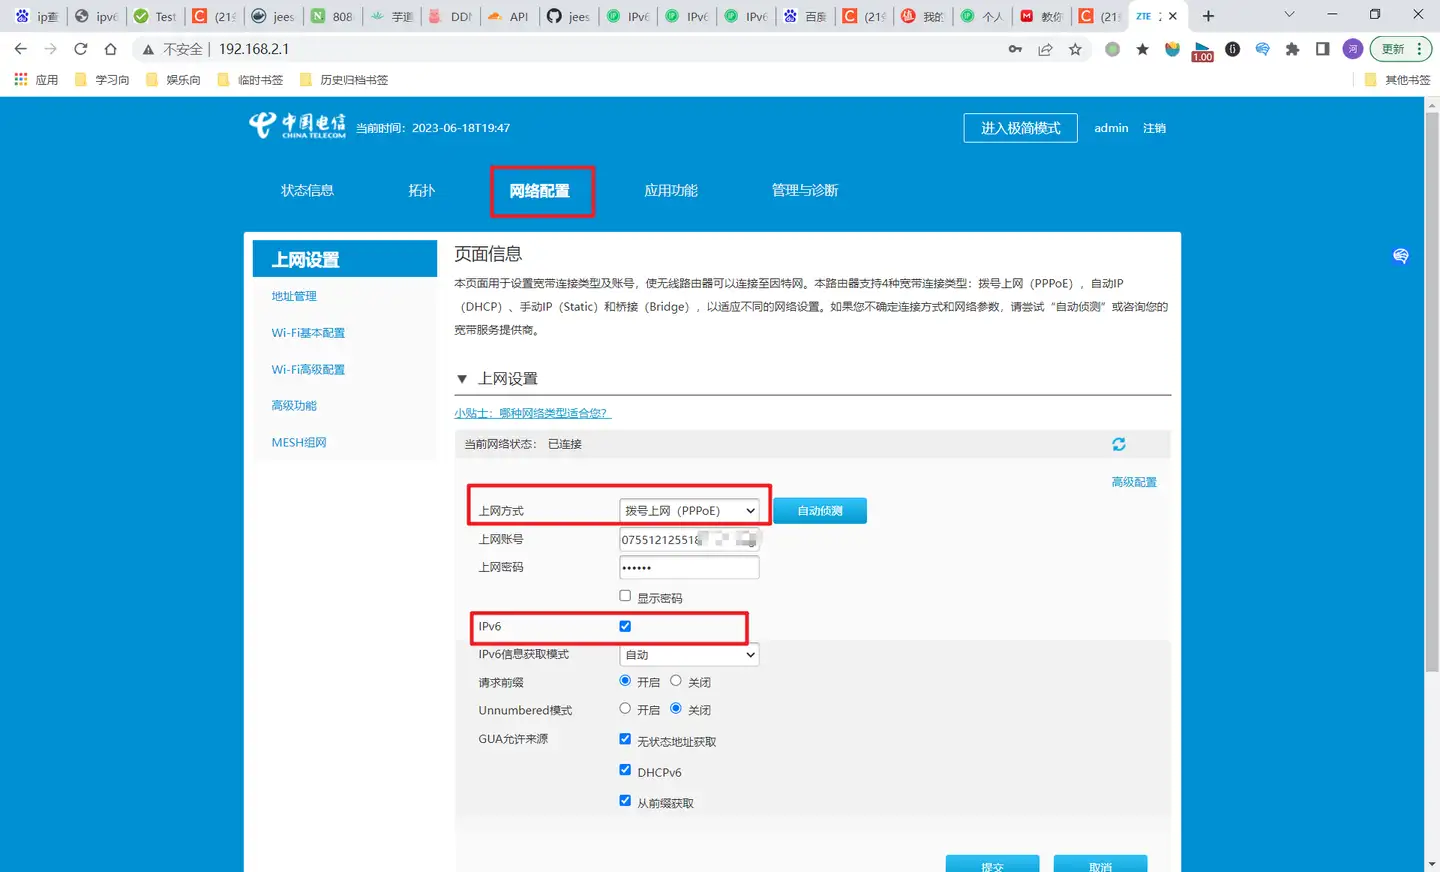 ip查 ipv6 Test (21条 jees 808 芋道 DDN API jees IPv6 IPv6 IPv6 百度 (21条 我的 个人 教你 (21 ZTE
不安全 192.168.2.1 1.00 河 更新
应用 学习向 娱乐向 临时书签 历史归档书签 其他书签
中国电信 CHINA TELECOM 当前时间：2023-06-18T19:47 进入极简模式 admin 注销
状态信息 拓扑 网络配置 应用功能 管理与诊断
上网设置
地址管理
Wi-Fi基本配置
Wi-Fi高级配置
高级功能
MESH组网
页面信息
本页面用于设置宽带连接类型及账号，使无线路由器可以连接至因特网。本路由器支持4种宽带连接类型：拨号上网（PPPoE），自动IP
（DHCP）、手动IP（Static）和桥接（Bridge），以适应不同的网络设置。如果您不确定连接方式和网络参数，请尝试“自动侦测”或咨询您的
宽带服务提供商。
▼ 上网设置
小贴士：哪种网络类型适合您？
当前网络状态： 已连接
高级配置
上网方式 拨号上网（PPPoE） 自动侦测
上网账号 075512125518
上网密码 ••••••
显示密码
IPv6
IPv6信息获取模式 自动
请求前缀 开启 关闭
Unnumbered模式 开启 关闭
GUA允许来源 无状态地址获取
DHCPv6
从前缀获取
提交 取消